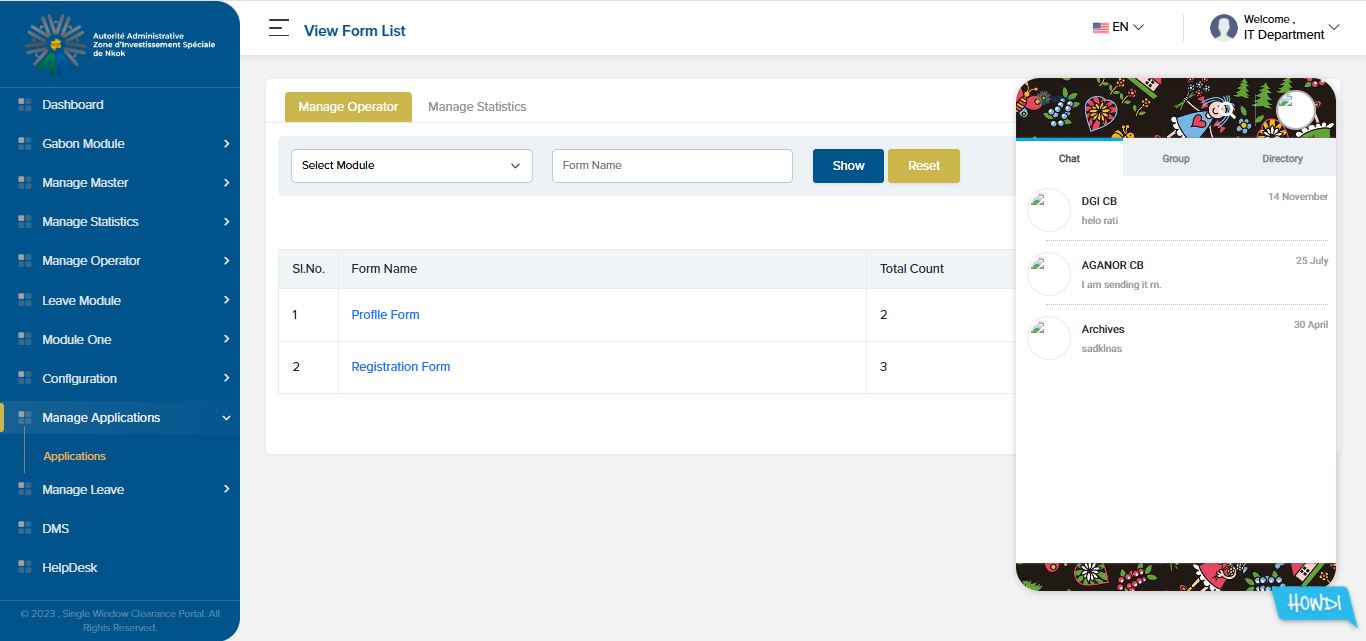 Autorité Administrative
Zone d'Investissement Spéciale
de Nkok
View Form List
EN
Welcome ,
IT Department
Dashboard
Gabon Module
Manage Master
Manage Statistics
Manage Operator
Leave Module
Module One
Configuration
Manage Applications
Applications
Manage Leave
DMS
HelpDesk
© 2023 , Single Window Clearance Portal. All
Rights Reserved.
Manage Operator Manage Statistics
Select Module Form Name Show Reset
Sl.No. Form Name Total Count
1 Profile Form 2
2 Registration Form 3
Chat Group Directory
DGI CB 14 November
helo rati
AGANOR CB 25 July
I am sending it rn.
Archives 30 April
sadklnas
HOWDI